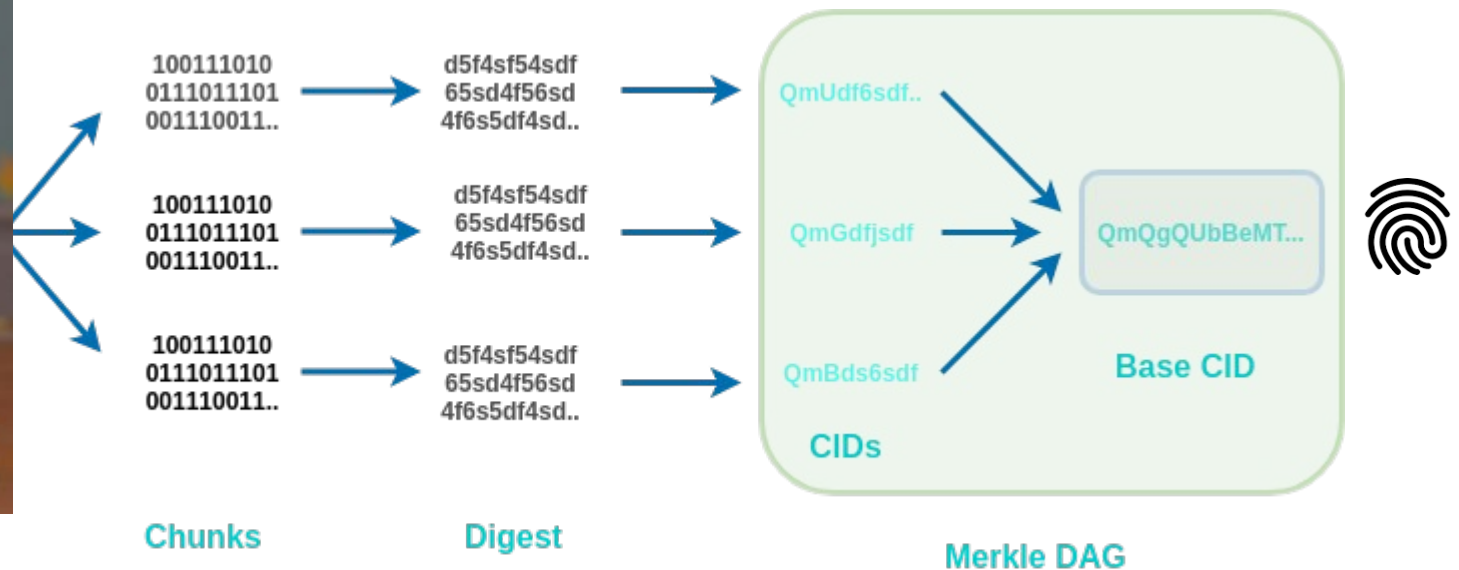 100111010
0111011101
001110011..
d5f4sf54sdf
65sd4f56sd
4f6s5df4sd..
QmUdf6sdf..
100111010
0111011101
001110011..
d5f4sf54sdf
65sd4f56sd
4f6s5df4sd..
QmGdfjsdf
QmQgQUbBeMT...
100111010
0111011101
001110011..
d5f4sf54sdf
65sd4f56sd
4f6s5df4sd..
QmBds6sdf
Base CID
CIDs
Chunks
Digest
Merkle DAG